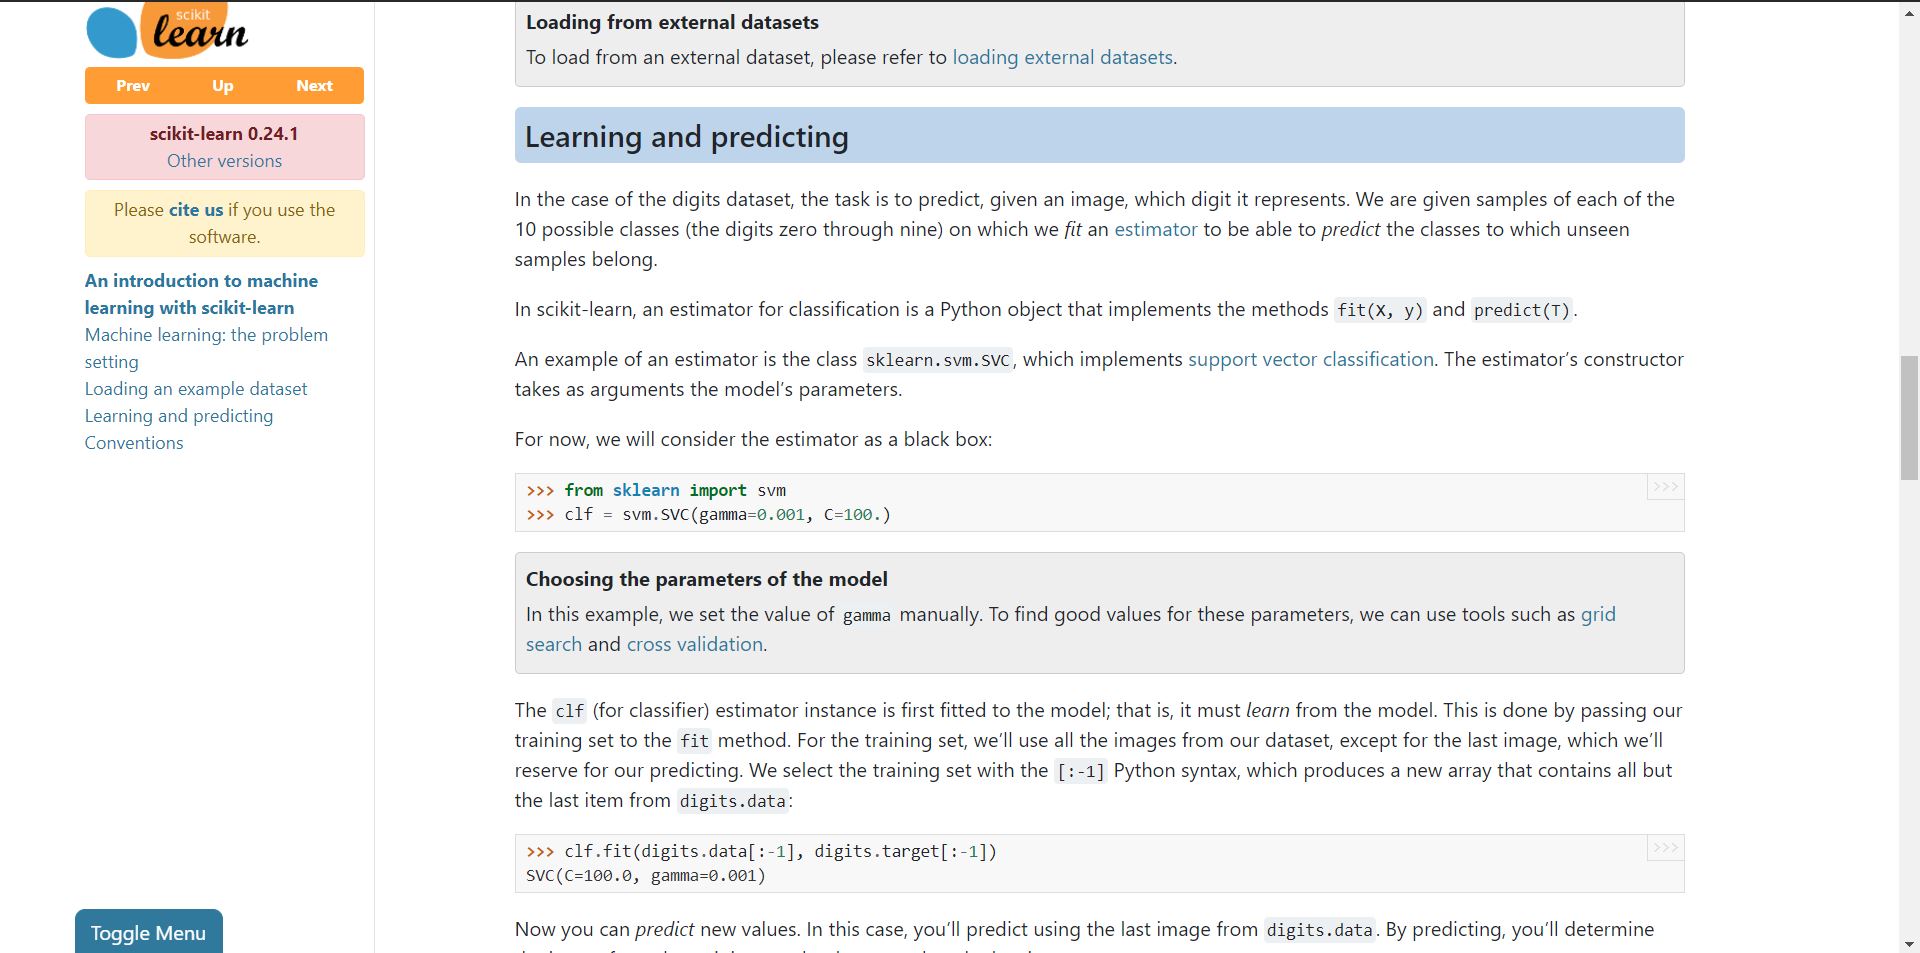 scikit
learn
Prev Up Next
scikit-learn 0.24.1
Other versions
Please cite us if you use the
software.
An introduction to machine
learning with scikit-learn
Machine learning: the problem
setting
Loading an example dataset
Learning and predicting
Conventions
Toggle Menu
Loading from external datasets
To load from an external dataset, please refer to loading external datasets.
Learning and predicting
In the case of the digits dataset, the task is to predict, given an image, which digit it represents. We are given samples of each of the
10 possible classes (the digits zero through nine) on which we fit an estimator to be able to predict the classes to which unseen
samples belong.
In scikit-learn, an estimator for classification is a Python object that implements the methods fit(X, y) and predict(T).
An example of an estimator is the class sklearn.svm.SVC, which implements support vector classification. The estimator’s constructor
takes as arguments the model’s parameters.
For now, we will consider the estimator as a black box:
>>>
>>> from sklearn import svm
>>> clf = svm.SVC(gamma=0.001, C=100.)
Choosing the parameters of the model
In this example, we set the value of gamma manually. To find good values for these parameters, we can use tools such as grid
search and cross validation.
The clf (for classifier) estimator instance is first fitted to the model; that is, it must learn from the model. This is done by passing our
training set to the fit method. For the training set, we’ll use all the images from our dataset, except for the last image, which we’ll
reserve for our predicting. We select the training set with the [:-1] Python syntax, which produces a new array that contains all but
the last item from digits.data:
>>>
>>> clf.fit(digits.data[:-1], digits.target[:-1])
SVC(C=100.0, gamma=0.001)
Now you can predict new values. In this case, you’ll predict using the last image from digits.data. By predicting, you’ll determine